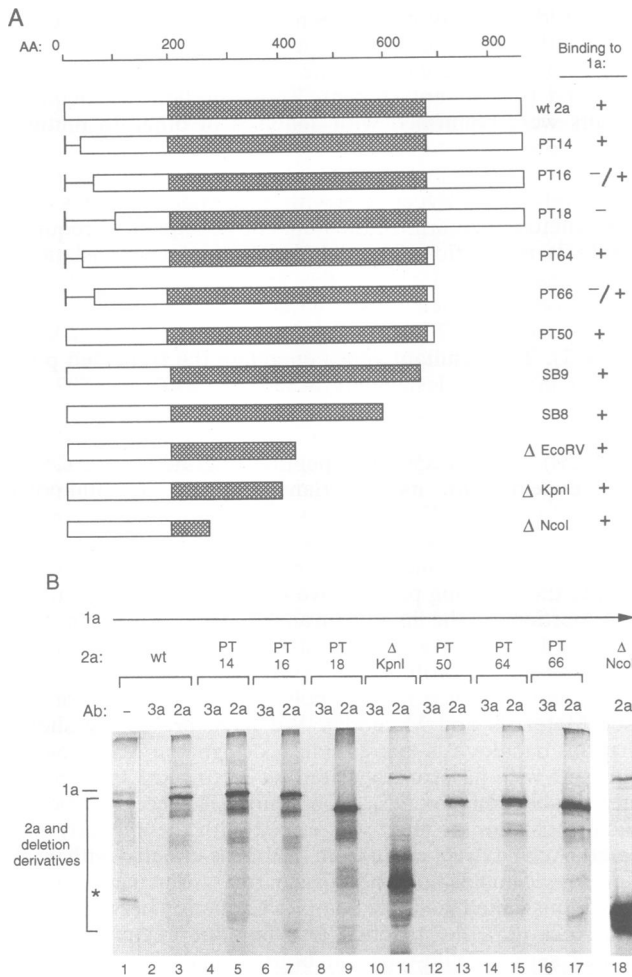 A
AA: 0 200 400 600 800
Binding to
1a:
wt 2a +
PT14 +
PT16 −/+
PT18 −
PT64 +
PT66 −/+
PT50 +
SB9 +
SB8 +
Δ EcoRV +
Δ KpnI +
Δ NcoI +
B
1a
2a: wt PT 14 PT 16 PT 18 Δ KpnI PT 50 PT 64 PT 66 Δ Nco
Ab: – 3a 2a 3a 2a 3a 2a 3a 2a 3a 2a 3a 2a 3a 2a 3a 2a 2a
1a
2a and
deletion
derivatives
*
1 2 3 4 5 6 7 8 9 10 11 12 13 14 15 16 17 18